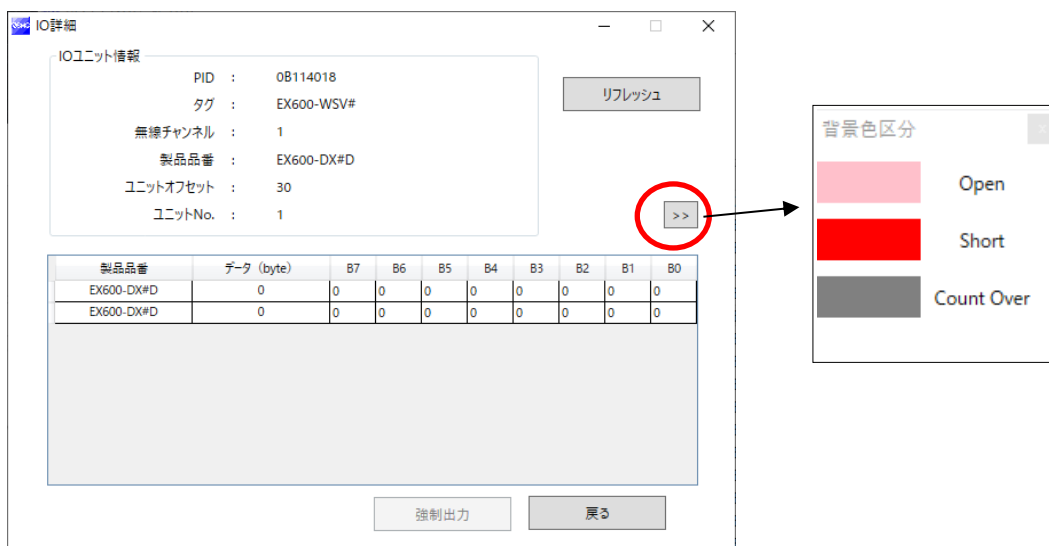 SMC IO詳細
IOユニット情報
PID : 0B114018
タグ : EX600-WSV#
無線チャンネル : 1
製品品番 : EX600-DX#D
ユニットオフセット : 30
ユニットNo. : 1
リフレッシュ
>>
製品品番 データ (byte) B7 B6 B5 B4 B3 B2 B1 B0
EX600-DX#D 0 0 0 0 0 0 0 0 0
EX600-DX#D 0 0 0 0 0 0 0 0 0
強制出力 戻る
背景色区分 x
Open
Short
Count Over